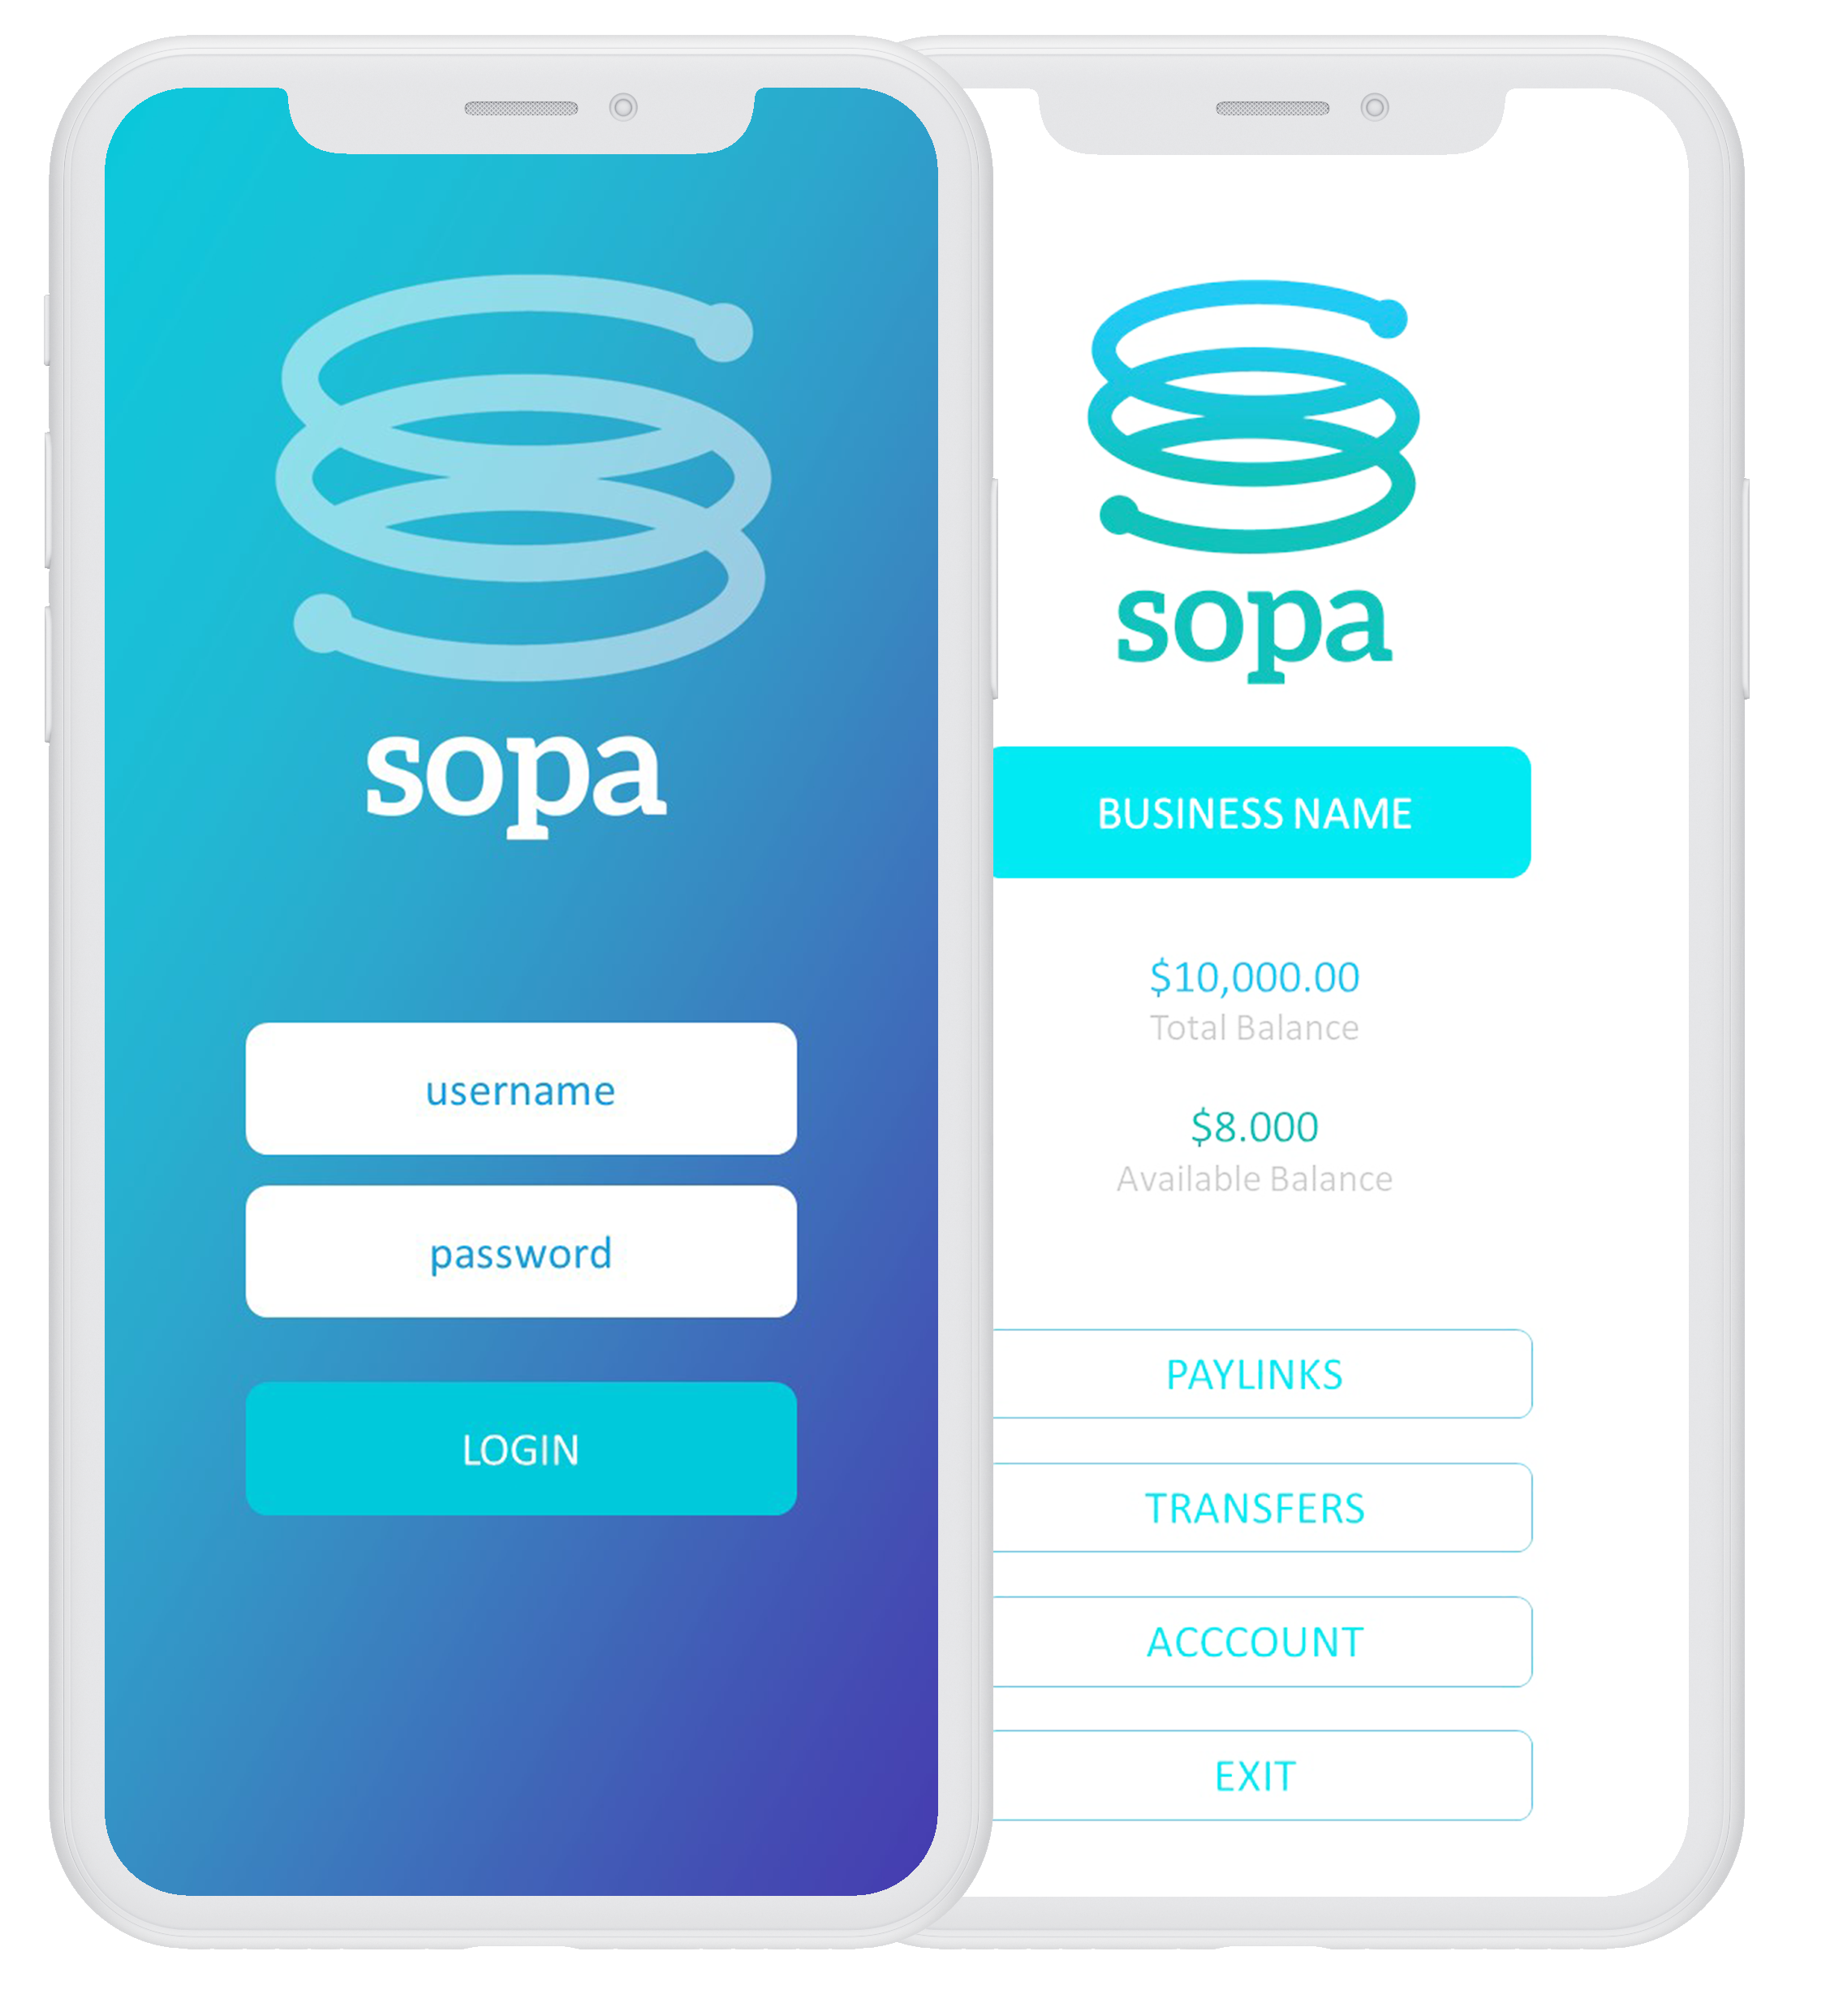 sopa
username
password
LOGIN
sopa
BUSINESS NAME
$10,000.00
Total Balance
$8.000
Available Balance
PAYLINKS
TRANSFERS
ACCCOUNT
EXIT